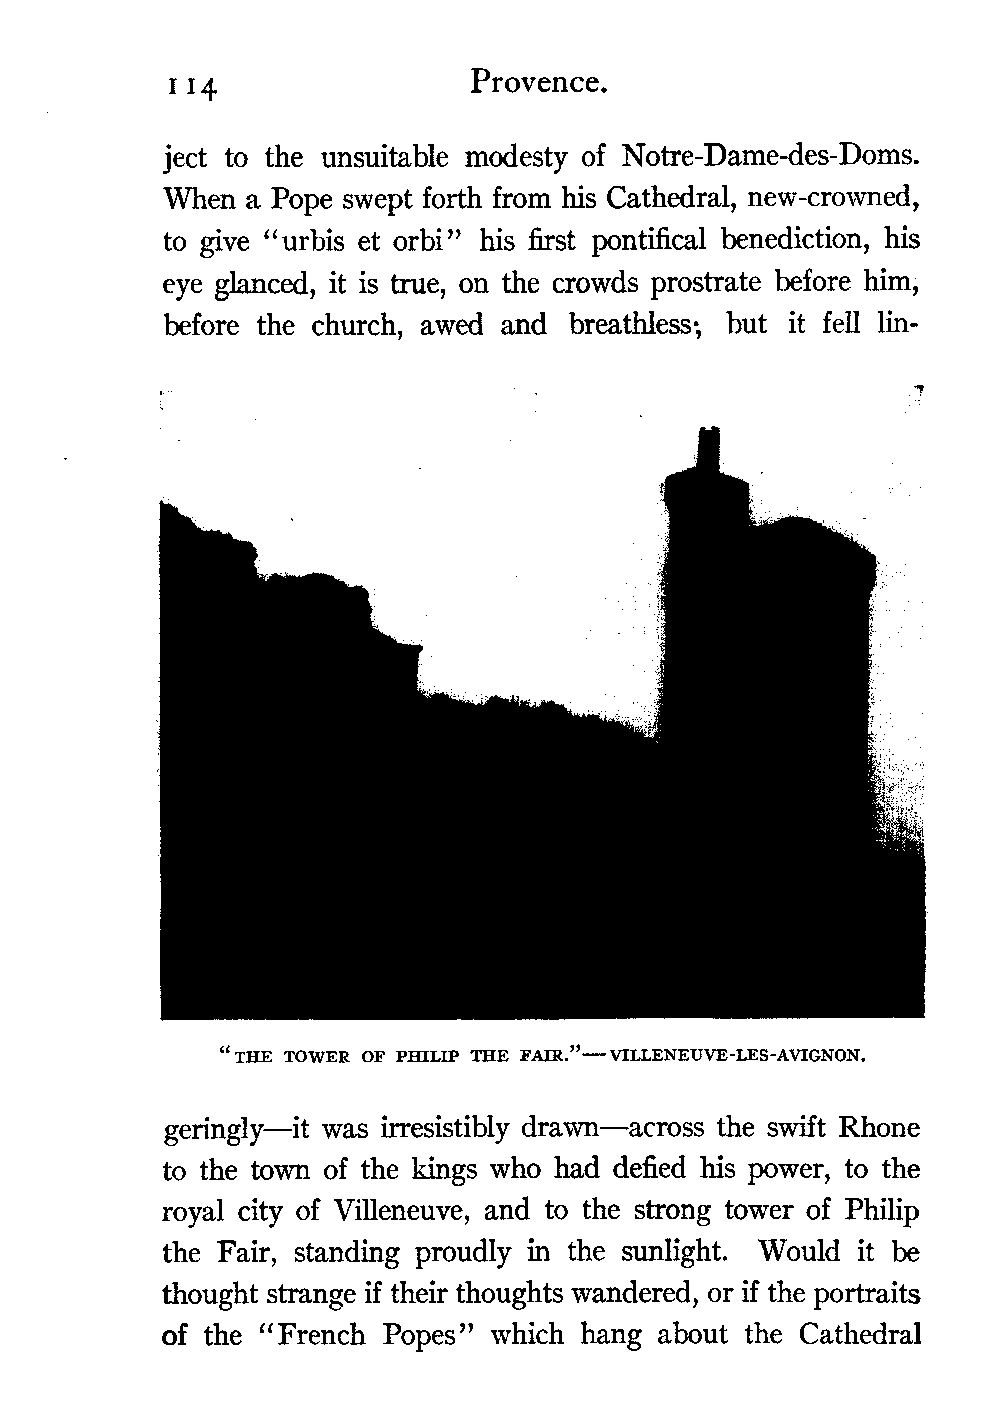 114 Provence.
ject to the unsuitable modesty of Notre-Dame-des-Doms.
When a Pope swept forth from his Cathedral, new-crowned,
to give “urbis et orbi” his first pontifical benediction, his
eye glanced, it is true, on the crowds prostrate before him,
before the church, awed and breathless; but it fell lin-
“THE TOWER OF PHILIP THE FAIR.”—VILLENEUVE-LES-AVIGNON.
geringly—it was irresistibly drawn—across the swift Rhone
to the town of the kings who had defied his power, to the
royal city of Villeneuve, and to the strong tower of Philip
the Fair, standing proudly in the sunlight. Would it be
thought strange if their thoughts wandered, or if the portraits
of the “French Popes” which hang about the Cathedral